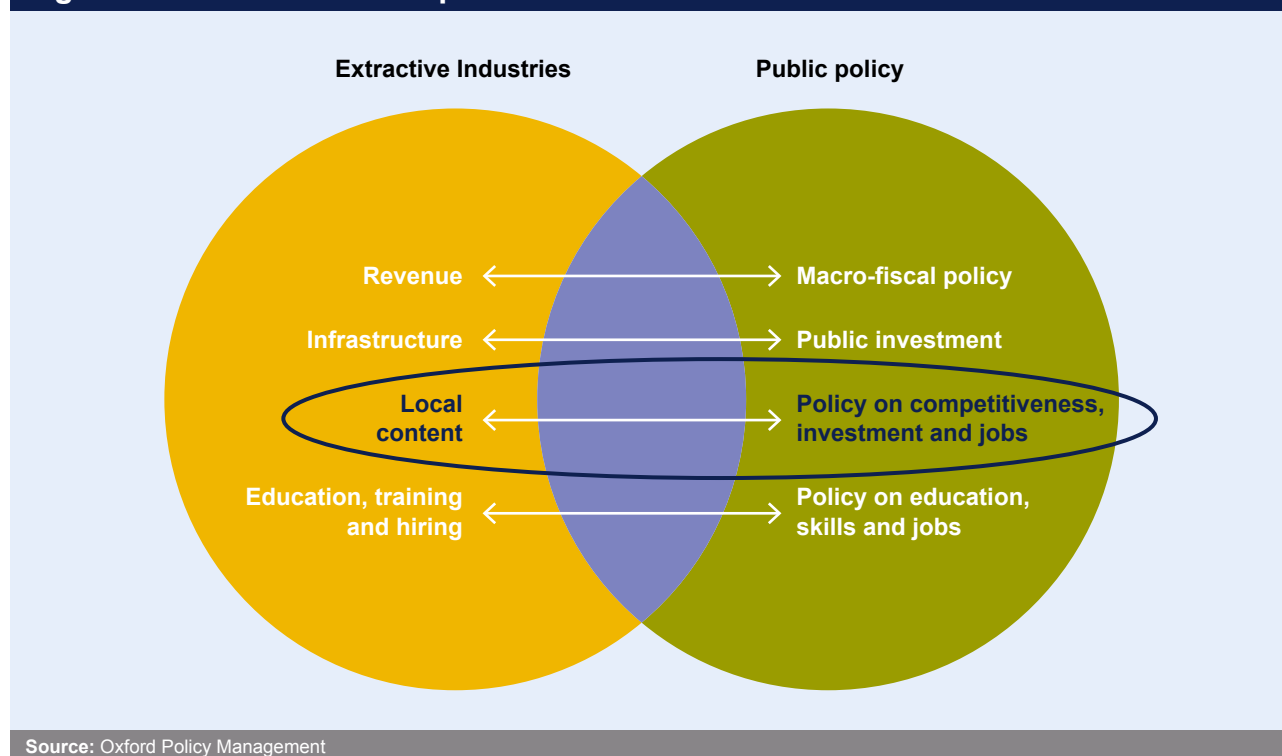 Extractive Industries
Public policy
Revenue
Macro-fiscal policy
Infrastructure
Public investment
Local
content
Policy on competitiveness,
investment and jobs
Education, training
and hiring
Policy on education,
skills and jobs
Source: Oxford Policy Management